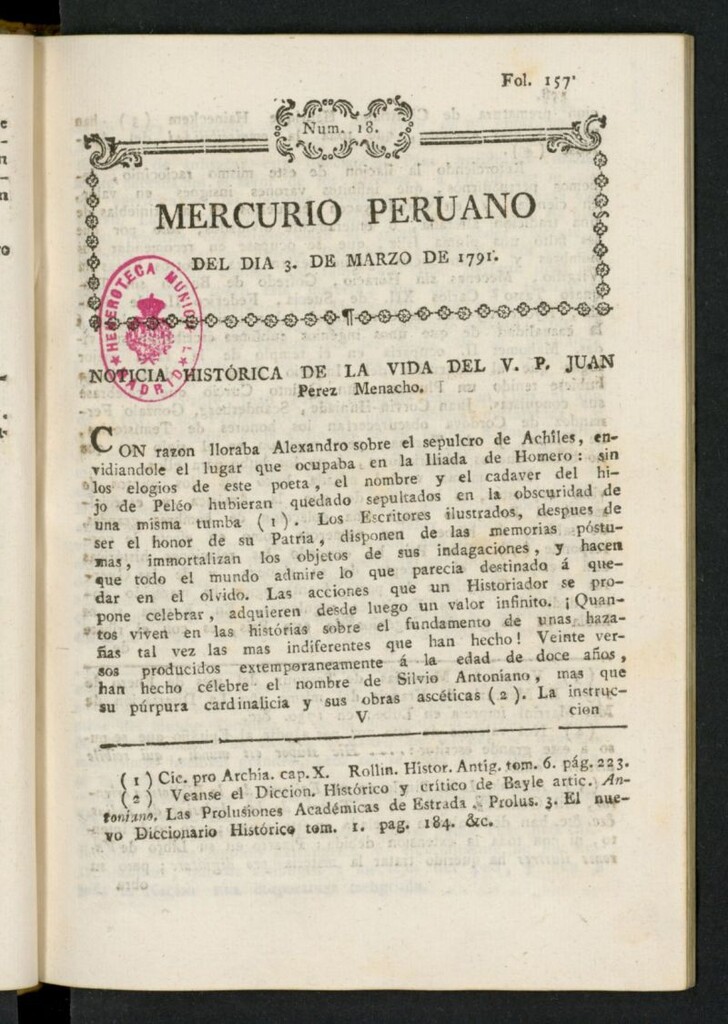 Fol. 157
Num. 18.
MERCURIO PERUANO
DEL DIA 3. DE MARZO DE 1791.
HEMEROTECA MUNICI
MADRID
NOTICIA HISTÓRICA DE LA VIDA DEL V. P. JUAN
Perez Menacho.
CON razon lloraba Alexandro sobre el sepulcro de Achîles, en-
vidiandole el lugar que ocupaba en la Iliada de Homero: sin
los elogios de este poeta, el nombre y el cadaver del hi-
jo de Peléo hubieran quedado sepultados en la obscuridad de
una misma tumba (1). Los Escritores ilustrados, despues de
ser el honor de su Patria, disponen de las memorias póstu-
mas, immortalizan los objetos de sus indagaciones, y hacen
que todo el mundo admire lo que parecia destinado á que-
dar en el olvido. Las acciones que un Historiador se pro-
pone celebrar, adquieren desde luego un valor infinito. ¡Quan-
tos viven en las histórias sobre el fundamento de unas haza-
ñas tal vez las mas indiferentes que han hecho! Veinte ver-
sos producidos extemporaneamente á la edad de doce años,
han hecho célebre el nombre de Silvio Antoniano, mas que
su púrpura cardinalicia y sus obras ascéticas (2). La instruc-
V cion
(1) Cic. pro Archia. cap. X. Rollin. Histor. Antig. tom. 6. pág. 223.
(2) Veanse el Diccion. Histórico y crítico de Bayle artic. An-
toniano. Las Prolusiones Académicas de Estrada. Prolus. 3. El nue-
vo Diccionario Histórico tom. 1. pag. 184. &c.